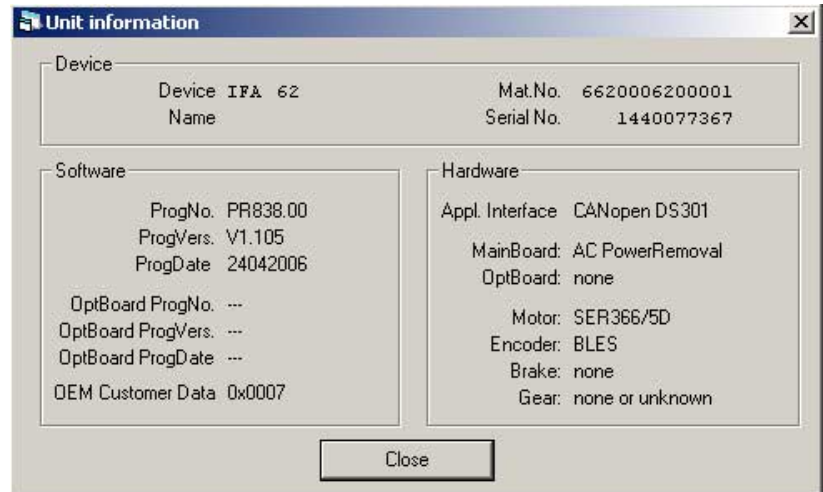 Unit information
Device
Device IFA 62
Mat.No. 6620006200001
Name
Serial No. 1440077367
Software
ProgNo. PR838.00
ProgVers. V1.105
ProgDate 24042006
OptBoard ProgNo. ---
OptBoard ProgVers. ---
OptBoard ProgDate ---
OEM Customer Data 0x0007
Hardware
Appl. Interface CANopen DS301
MainBoard: AC PowerRemoval
OptBoard: none
Motor: SER366/5D
Encoder: BLES
Brake: none
Gear: none or unknown
Close